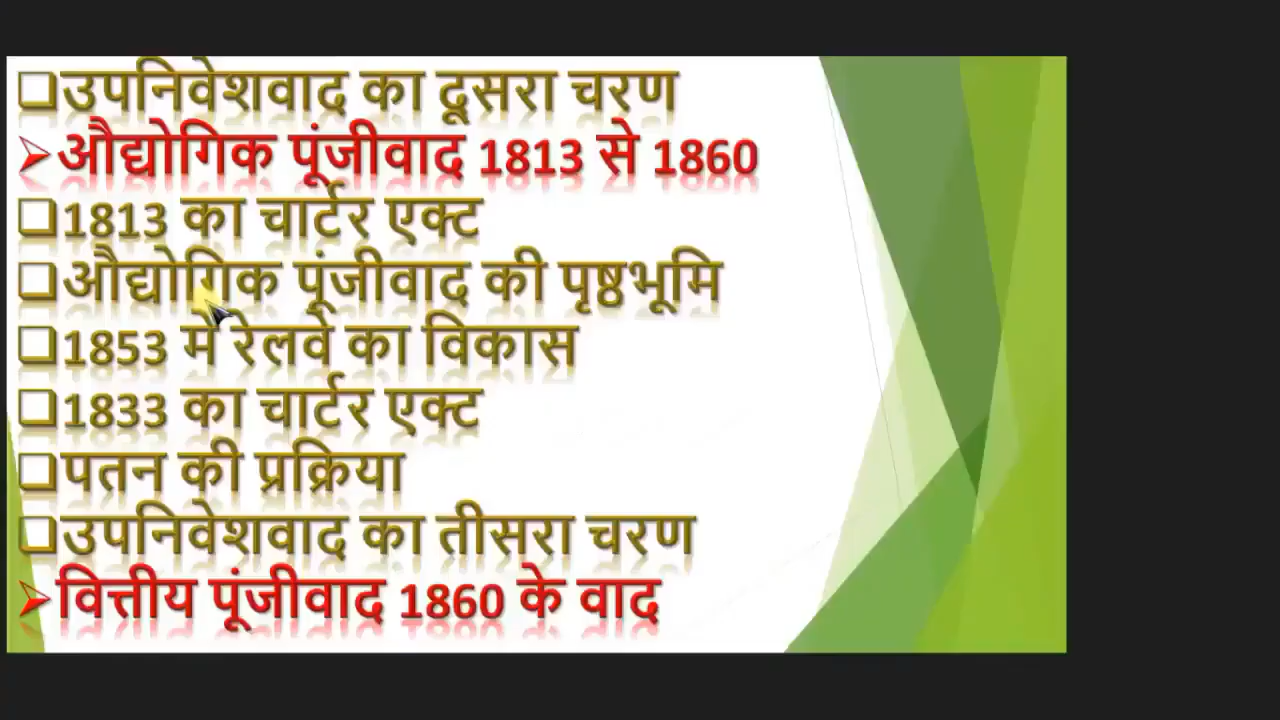 उपनिवेशवाद का दूसरा चरण
औद्योगिक पूंजीवाद 1813 से 1860
1813 का चार्टर एक्ट
औद्योगिक पूंजीवाद की पृष्ठभूमि
1853 में रेलवे का विकास
1833 का चार्टर एक्ट
पतन की प्रक्रिया
उपनिवेशवाद का तीसरा चरण
वित्तीय पूंजीवाद 1860 के वाद